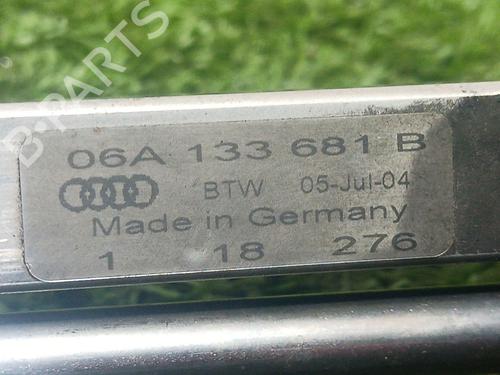 B-PARTS
06A 133 681 B
BTW 05-Jul-04
Made in Germany
1 18 276